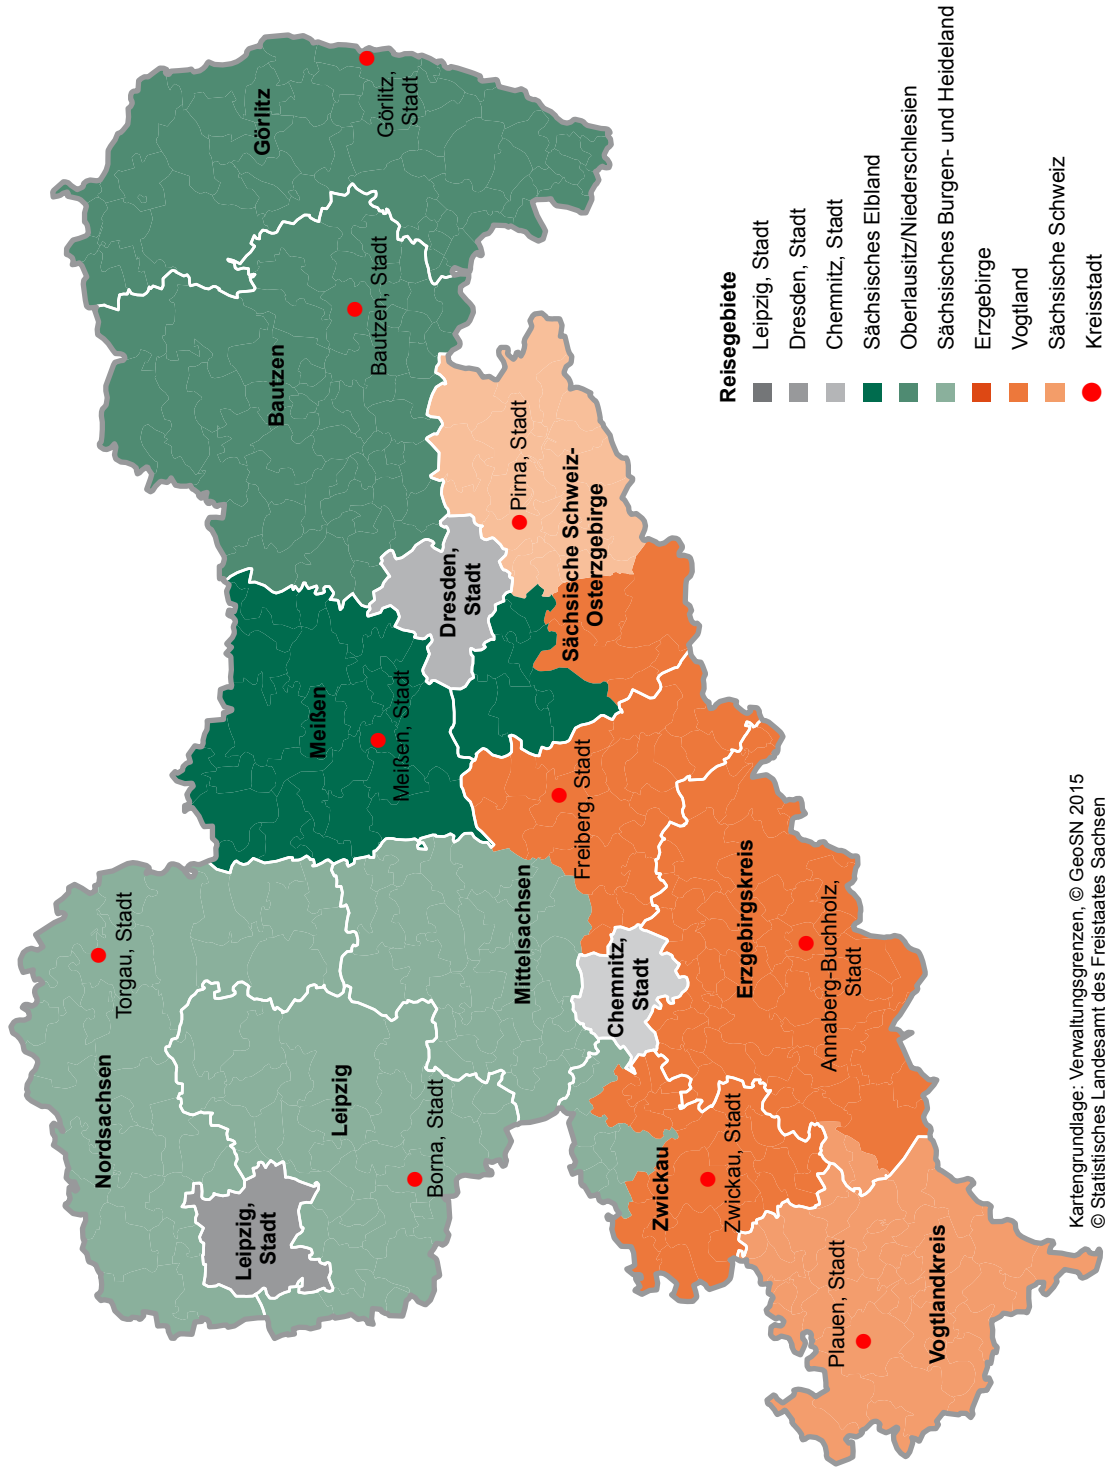 Nordsachsen
Torgau, Stadt
Leipzig,
Stadt
Leipzig
Borna, Stadt
Meißen
Meißen, Stadt
Bautzen
Bautzen, Stadt
Görlitz
Görlitz,
Stadt
Dresden,
Stadt
Mittelsachsen
Freiberg, Stadt
Pirna, Stadt
Sächsische Schweiz-
Osterzgebirge
Chemnitz,
Stadt
Zwickau
Zwickau, Stadt
Erzgebirgskreis
Annaberg-Buchholz,
Stadt
Plauen, Stadt
Vogtlandkreis
Reisegebiete
Leipzig, Stadt
Dresden, Stadt
Chemnitz, Stadt
Sächsisches Elbland
Oberlausitz/Niederschlesien
Sächsisches Burgen- und Heideland
Erzgebirge
Vogtland
Sächsische Schweiz
Kreisstadt
Kartengrundlage: Verwaltungsgrenzen, © GeoSN 2015
© Statistisches Landesamt des Freistaates Sachsen